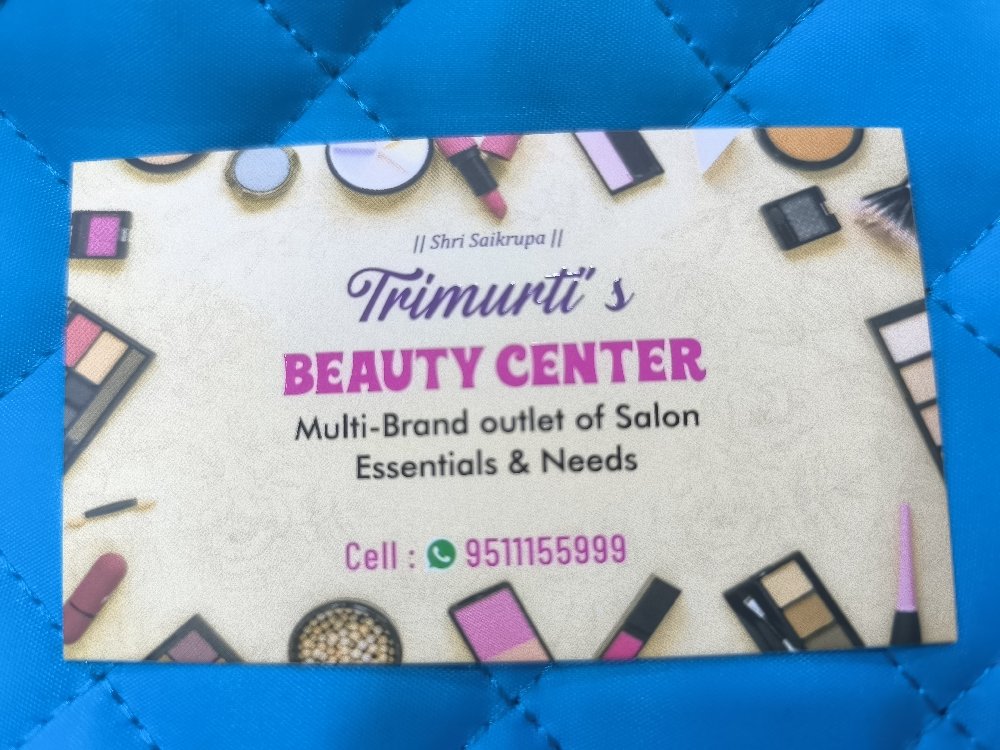 || Shri Saikrupa ||
Trimurti" s
BEAUTY CENTER
Multi-Brand outlet of Salon
Essentials & Needs
Cell : 9511155999